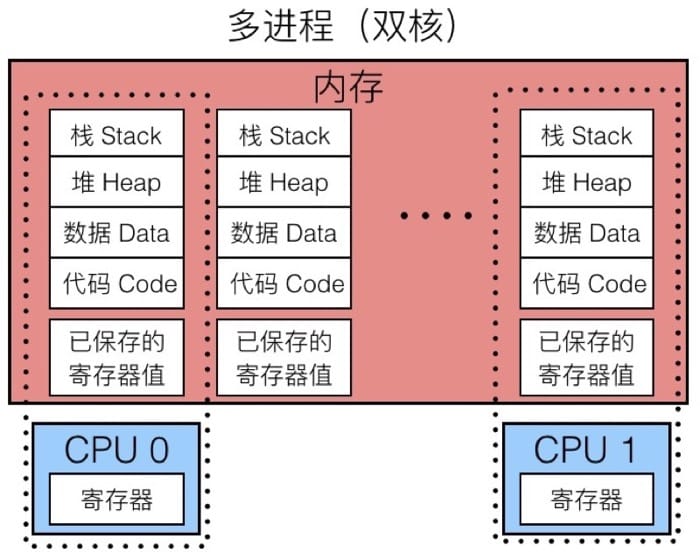 多进程（双核）
内存
栈 Stack
堆 Heap
数据 Data
代码 Code
已保存的
寄存器值
栈 Stack
堆 Heap
数据 Data
代码 Code
已保存的
寄存器值
····
栈 Stack
堆 Heap
数据 Data
代码 Code
已保存的
寄存器值
CPU 0
寄存器
CPU 1
寄存器